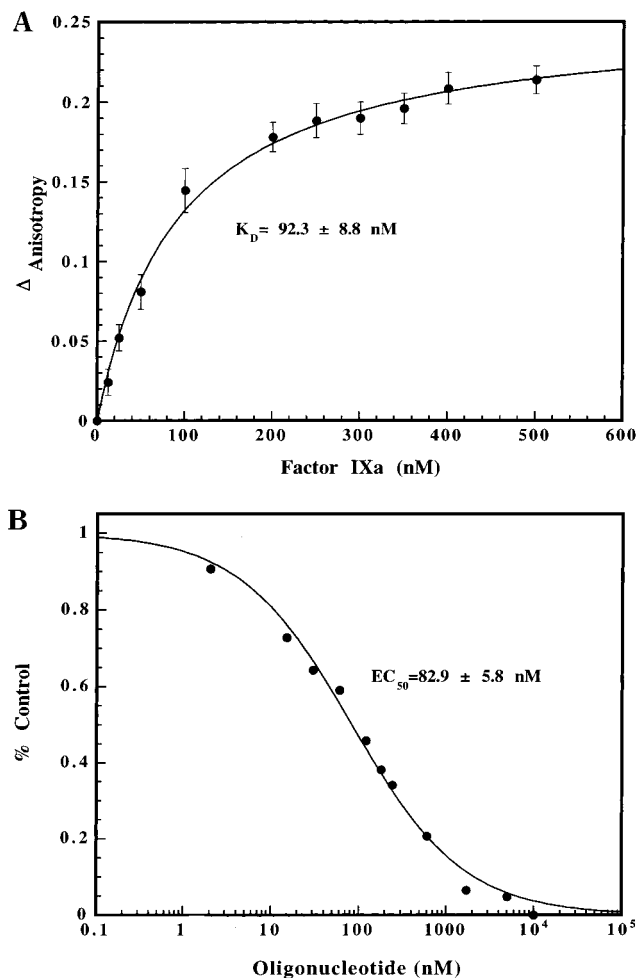 A
0.25
0.2
0.15
0.1
0.05
0
Δ Anisotropy
K_D= 92.3 ± 8.8 nM
0 100 200 300 400 500 600
Factor IXa (nM)
B
1
0.8
0.6
0.4
0.2
0
% Control
EC_50=82.9 ± 5.8 nM
0.1 1 10 100 1000 10^4 10^5
Oligonucleotide (nM)